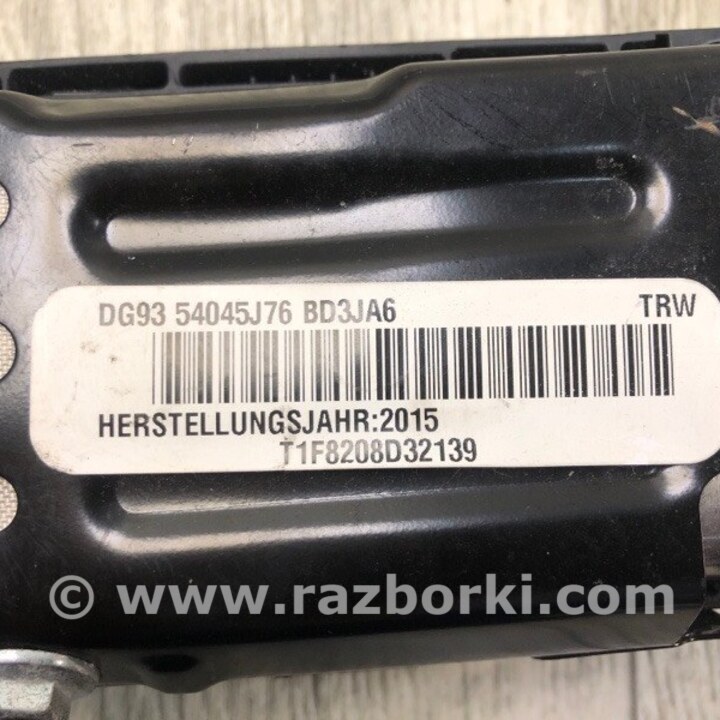 DG93 54045J76 BD3JA6 TRW
HERSTELLUNGSJAHR:2015
T1F8208D32139
© www.razborki.com